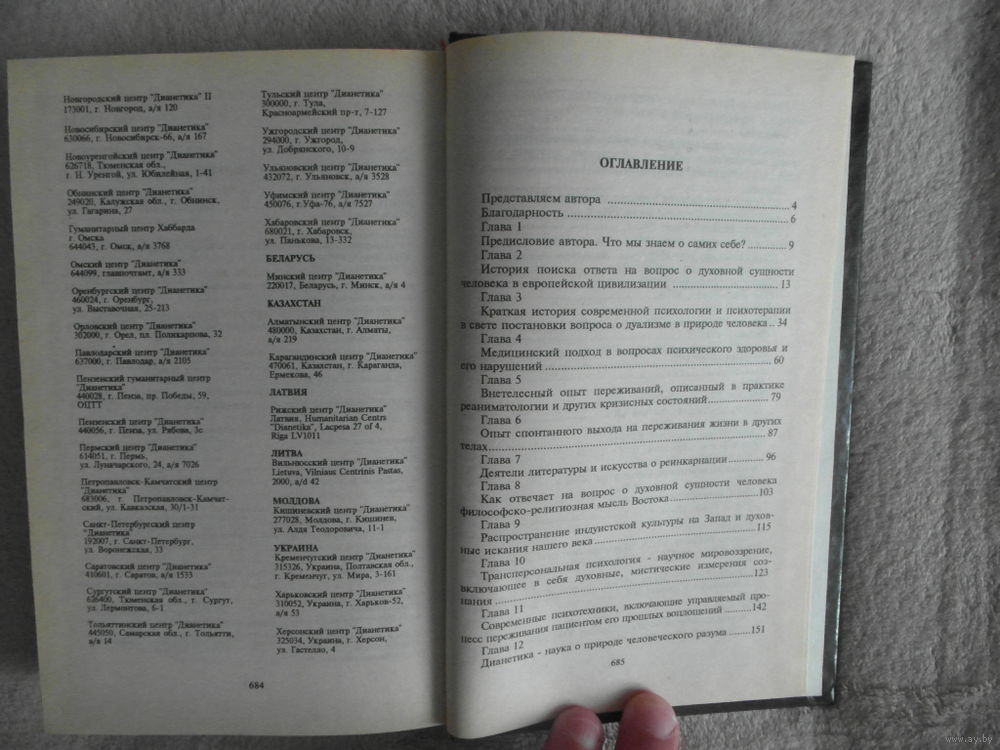 Новгородский центр "Дианетика" II
173001, г. Новгород, а/я 120
Новосибирский центр "Дианетика"
630066, г. Новосибирск-66, а/я 167
Новоуренгойский центр "Дианетика"
626718, Тюменская обл.,
г. Н. Уренгой, ул. Юбилейная, 1-41
Обнинский центр "Дианетика"
249020, Калужская обл., г. Обнинск,
ул. Гагарина, 27
Гуманитарный центр Хаббарда
г. Омска
644043, г. Омск, а/я 3768
Омский центр "Дианетика"
644099, главпочтамт, а/я 333
Оренбургский центр "Дианетика"
460024, г. Оренбург,
ул. Выставочная, 25-213
Орловский центр "Дианетика"
302000, г. Орел, пл. Поликарпова, 32
Павлодарский центр "Дианетика"
637000, г. Павлодар, а/я 2105
Пензенский гуманитарный центр
"Дианетика"
440028, г. Пенза, пр. Победы, 59,
ОЦТТ
Пензенский центр "Дианетика"
440056, г. Пенза, ул. Рябова, 3с
Пермский центр "Дианетика"
614051, г. Пермь,
ул. Луначарского, 24, а/я 7026
Петропавловск-Камчатский центр
"Дианетика"
683006, г. Петропавловск-Камчат-
ский, ул. Кавказская, 30/1-31
Санкт-Петербургский центр
"Дианетика"
192007, г. Санкт-Петербург,
ул. Воронежская, 33
Саратовский центр "Дианетика"
410601, г. Саратов, а/я 1533
Сургутский центр "Дианетика"
626400, Тюменская обл., г. Сургут,
ул. Лермонтова, 6-1
Тольяттинский центр "Дианетика"
445050, Самарская обл., г. Тольятти,
а/я 14
Тульский центр "Дианетика"
300000, г. Тула,
Красноармейский пр-т, 7-127
Ужгородский центр "Дианетика"
294000, г. Ужгород,
ул. Добрянского, 10-9
Ульяновский центр "Дианетика"
432072, г. Ульяновск, а/я 3528
Уфимский центр "Дианетика"
450076, г.Уфа-76, а/я 7527
Хабаровский центр "Дианетика"
680021, г. Хабаровск,
ул. Панькова, 13-332
БЕЛАРУСЬ
Минский центр "Дианетика"
220017, Беларусь, г. Минск, а/я 4
КАЗАХСТАН
Алматынский центр "Дианетика"
480000, Казахстан, г. Алматы,
а/я 219
Карагандинский центр "Дианетика"
470061, Казахстан, г. Караганда,
Ермекова, 46
ЛАТВИЯ
Рижский центр "Дианетика"
Латвия, Humanitarian Centrs
"Dianetika", Lacpesa 27 of 4,
Riga LV1011
ЛИТВА
Вильнюсский центр "Дианетика"
Lietuva, Vilniaus Centrinis Pastas,
2000, a/d 42
МОЛДОВА
Кишиневский центр "Дианетика"
277028, Молдова, г. Кишинев,
ул. Алдя Теодоровичь, 11-1
УКРАИНА
Кременчугский центр "Дианетика"
315326, Украина, Полтавская обл.,
г. Кременчуг, ул. Мира, 3-161
Харьковский центр "Дианетика"
310052, Украина, г. Харьков-52,
а/я 53
Херсонский центр "Дианетика"
325034, Украина, г. Херсон,
ул. Гастелло, 4
684
ОГЛАВЛЕНИЕ
Представляем автора ..... 4
Благодарность ..... 6
Глава 1
Предисловие автора. Что мы знаем о самих себе? ..... 9
Глава 2
История поиска ответа на вопрос о духовной сущности
человека в европейской цивилизации ..... 13
Глава 3
Краткая история современной психологии и психотерапии
в свете постановки вопроса о дуализме в природе человека.. 34
Глава 4
Медицинский подход в вопросах психического здоровья и
его нарушений ..... 60
Глава 5
Внетелесный опыт переживаний, описанный в практике
реаниматологии и других кризисных состояний ..... 79
Глава 6
Опыт спонтанного выхода на переживания жизни в других
телах ..... 87
Глава 7
Деятели литературы и искусства о реинкарнации ..... 96
Глава 8
Как отвечает на вопрос о духовной сущности человека
философско-религиозная мысль Востока ..... 103
Глава 9
Распространение индуистской культуры на Запад и духов-
ные искания нашего века ..... 115
Глава 10
Трансперсональная психология - научное мировоззрение,
включающее в себя духовные, мистические измерения соз-
нания ..... 123
Глава 11
Современные психотехники, включающие управляемый про-
цесс переживания пациентом его прошлых воплощений ..... 142
Глава 12
Дианетика - наука о природе человеческого разума ..... 151
685
www.ay.by